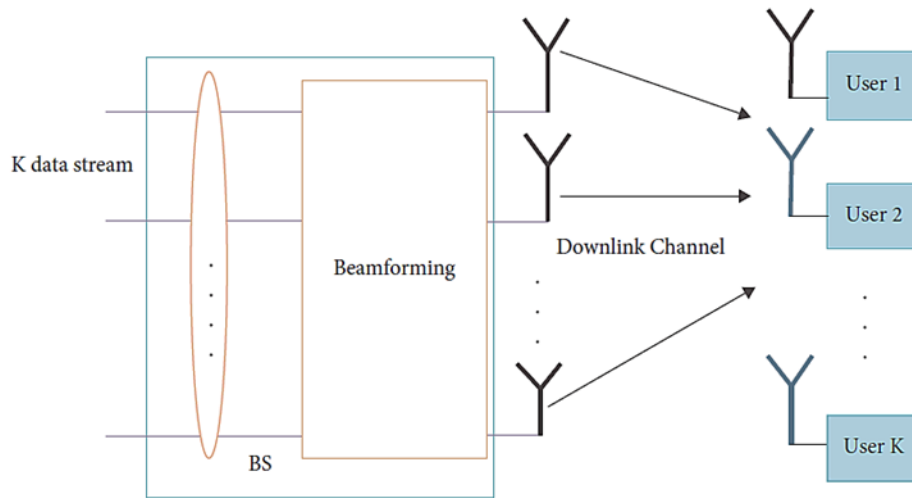 K data stream
Beamforming
BS
Downlink Channel
User 1
User 2
User K